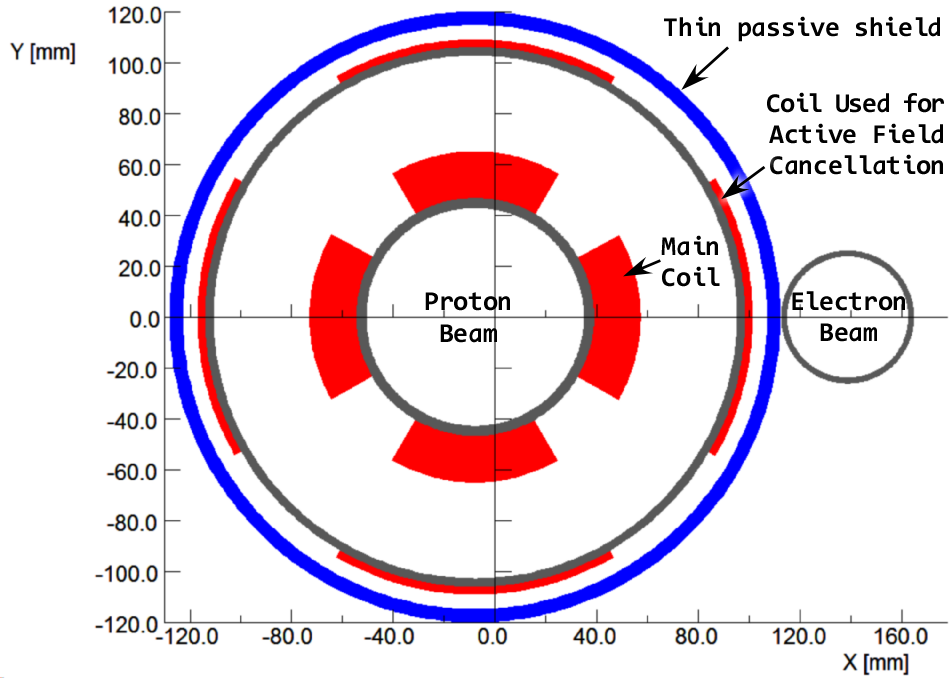 Y [mm]
120.0
100.0
80.0
60.0
40.0
20.0
0.0
-20.0
-40.0
-60.0
-80.0
-100.0
-120.0
Thin passive shield
Coil Used for
Active Field
Cancellation
Main
Coil
Proton
Beam
Electron
Beam
-120.0 -80.0 -40.0 0.0 40.0 80.0 120.0 160.0
X [mm]